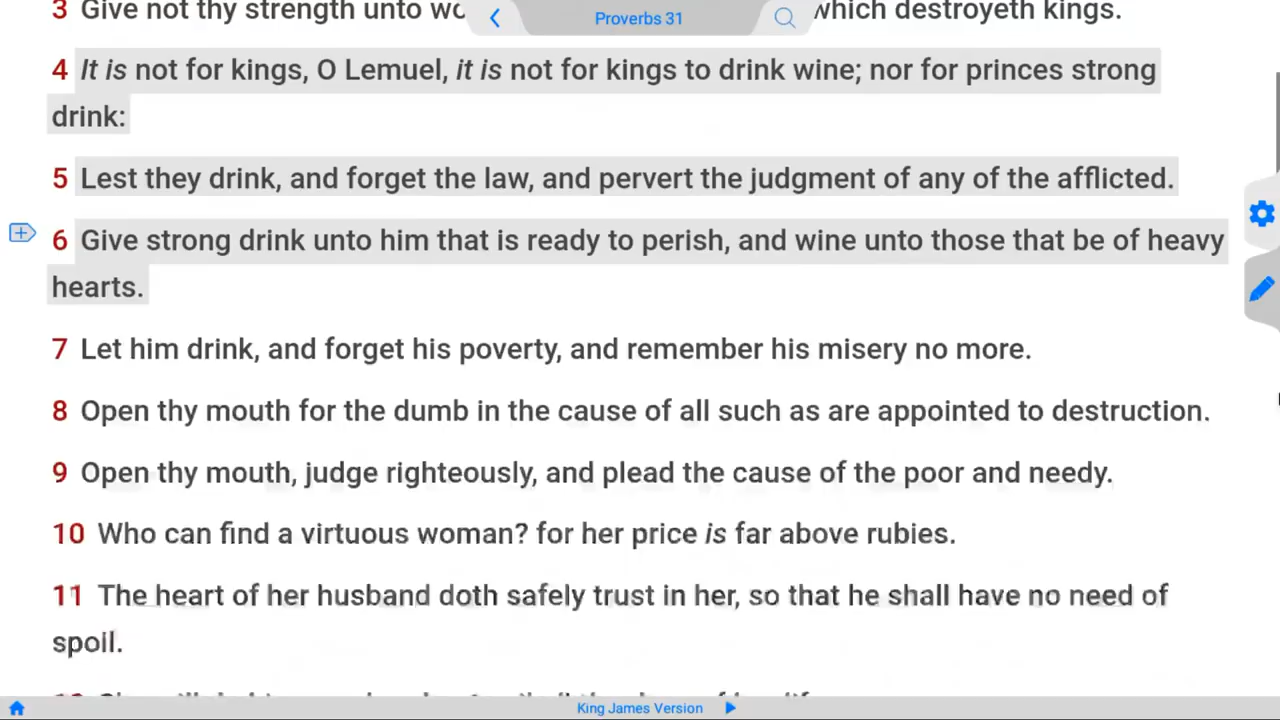 3 Give not thy strength unto which destroyeth kings.
Proverbs 31
4 It is not for kings, O Lemuel, it is not for kings to drink wine; nor for princes strong
drink:
5 Lest they drink, and forget the law, and pervert the judgment of any of the afflicted.
6 Give strong drink unto him that is ready to perish, and wine unto those that be of heavy
hearts.
7 Let him drink, and forget his poverty, and remember his misery no more.
8 Open thy mouth for the dumb in the cause of all such as are appointed to destruction.
9 Open thy mouth, judge righteously, and plead the cause of the poor and needy.
10 Who can find a virtuous woman? for her price is far above rubies.
11 The heart of her husband doth safely trust in her, so that he shall have no need of
spoil.
King James Version